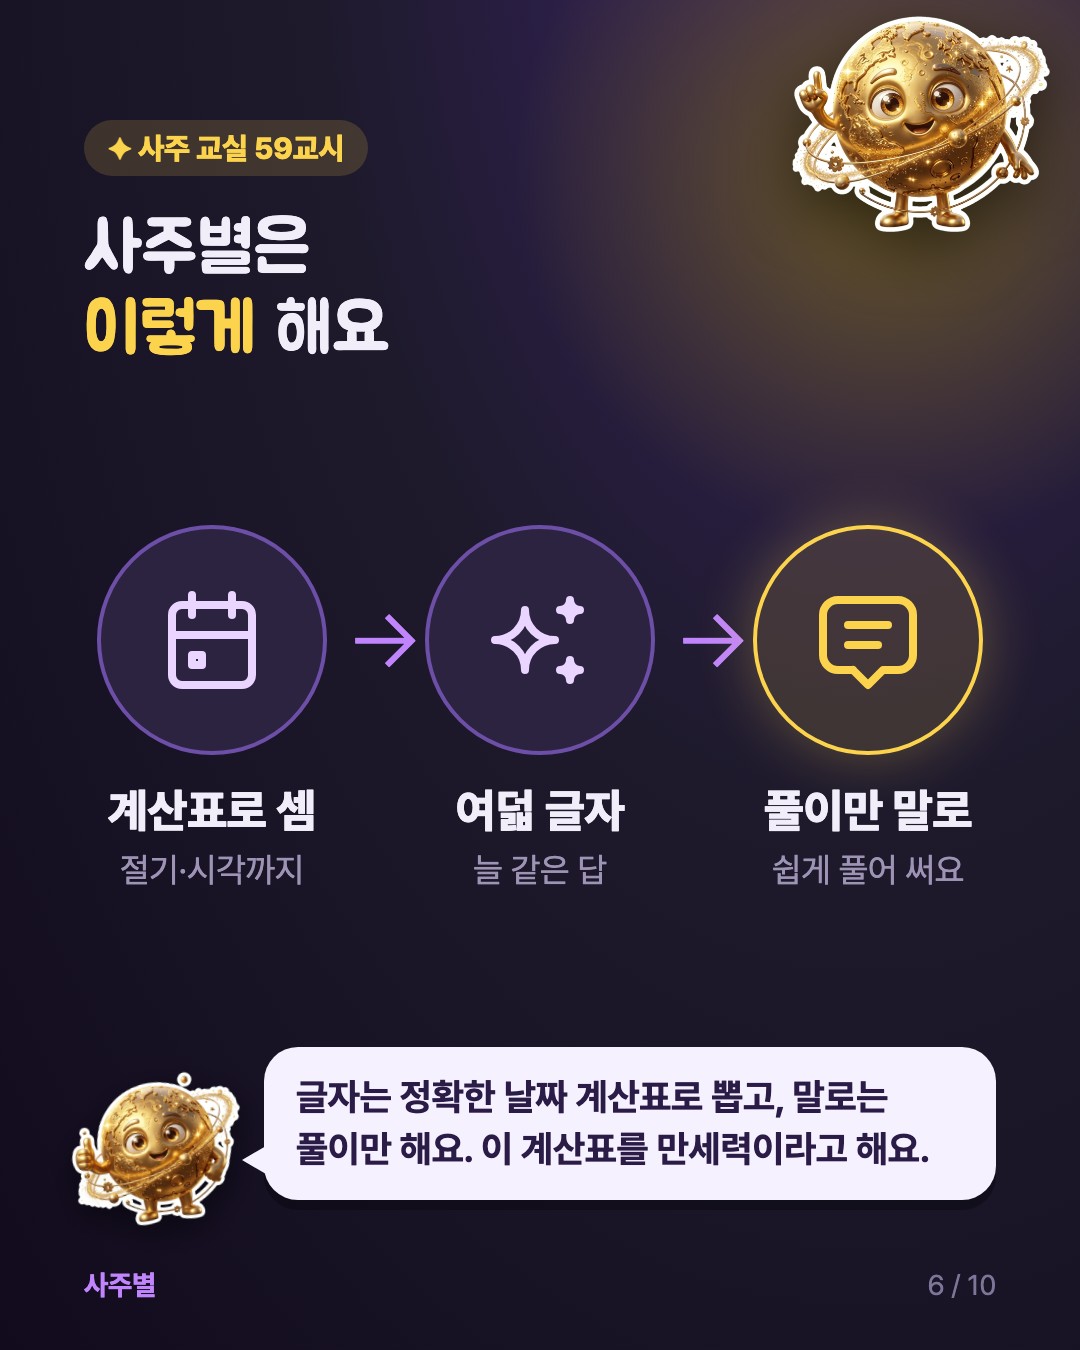 사주 교실 59교시
사주별은
이렇게 해요
계산표로 셈
절기·시각까지
여덟 글자
늘 같은 답
풀이만 말로
쉽게 풀어 써요
글자는 정확한 날짜 계산표로 뽑고, 말로는
풀이만 해요. 이 계산표를 만세력이라고 해요.
사주별
6 / 10